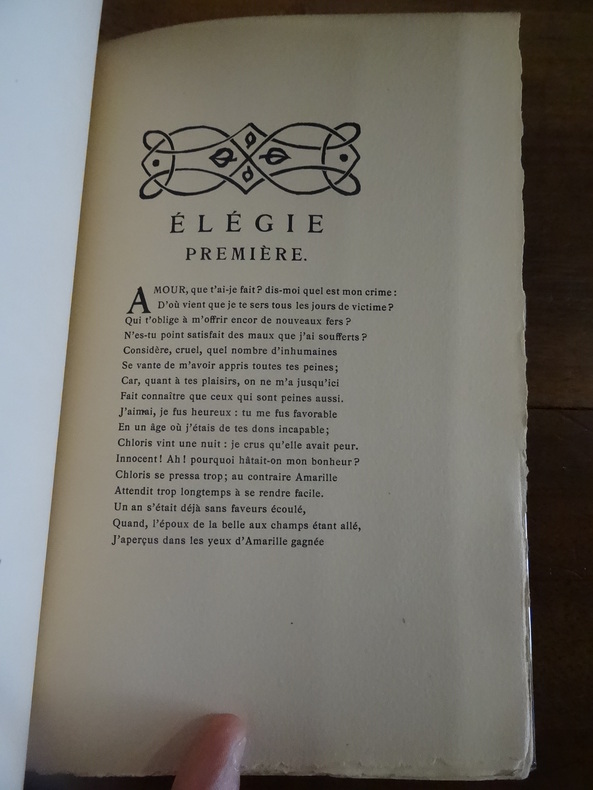 ÉLÉGIE
PREMIÈRE.
AMOUR, que t'ai-je fait? dis-moi quel est mon crime :
D'où vient que je te sers tous les jours de victime?
Qui t'oblige à m'offrir encor de nouveaux fers?
N'es-tu point satisfait des maux que j'ai soufferts?
Considère, cruel, quel nombre d'inhumaines
Se vante de m'avoir appris toutes tes peines;
Car, quant à tes plaisirs, on ne m'a jusqu'ici
Fait connaître que ceux qui sont peines aussi.
J'aimai, je fus heureux : tu me fus favorable
En un âge où j'étais de tes dons incapable;
Chloris vint une nuit : je crus qu'elle avait peur.
Innocent! Ah! pourquoi hâtait-on mon bonheur?
Chloris se pressa trop; au contraire Amarille
Attendit trop longtemps à se rendre facile.
Un an s'était déjà sans faveurs écoulé,
Quand, l'époux de la belle aux champs étant allé,
J'aperçus dans les yeux d'Amarille gagnée